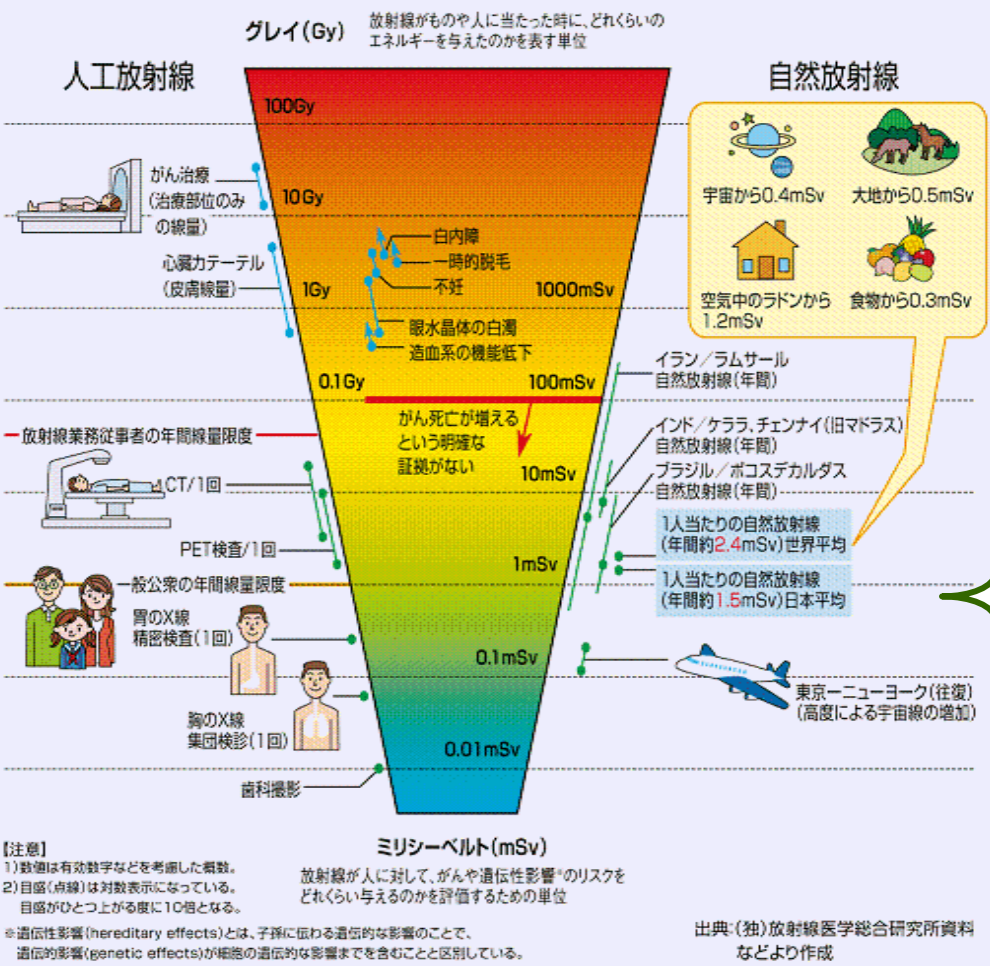 グレイ(Gy)
放射線がものや人に当たった時に、どれくらいの
エネルギーを与えたのかを表す単位
人工放射線
自然放射線
100Gy
宇宙から0.4mSv
大地から0.5mSv
空気中のラドンから
1.2mSv
食物から0.3mSv
がん治療
(治療部位のみ
の線量)
10Gy
心臓カテーテル
(皮膚線量)
白内障
一時的脱毛
不妊
1Gy
1000mSv
眼水晶体の白濁
造血系の機能低下
イラン/ラムサール
自然放射線(年間)
0.1Gy
100mSv
がん死亡が増える
という明確な
証拠がない
放射線業務従事者の年間線量限度
インド/ケララ、チェンナイ(旧マドラス)
自然放射線(年間)
10mSv
ブラジル/ポコスデカルダス
自然放射線(年間)
CT/1回
1人当たりの自然放射線
(年間約2.4mSv)世界平均
PET検査/1回
1mSv
1人当たりの自然放射線
(年間約1.5mSv)日本平均
一般公衆の年間線量限度
胃のX線
精密検査(1回)
0.1mSv
東京ーニューヨーク(往復)
(高度による宇宙線の増加)
胸のX線
集団検診(1回)
0.01mSv
歯科撮影
ミリシーベルト(mSv)
放射線が人に対して、がんや遺伝性影響※のリスクを
どれくらい与えるのかを評価するための単位
【注意】
1)数値は有効数字などを考慮した概数。
2)目盛(点線)は対数表示になっている。
目盛がひとつ上がる度に10倍となる。
※遺伝性影響(hereditary effects)とは、子孫に伝わる遺伝的な影響のことで、
遺伝的影響(genetic effects)が細胞の遺伝的な影響までを含むことと区別している。
出典:(独)放射線医学総合研究所資料
などより作成